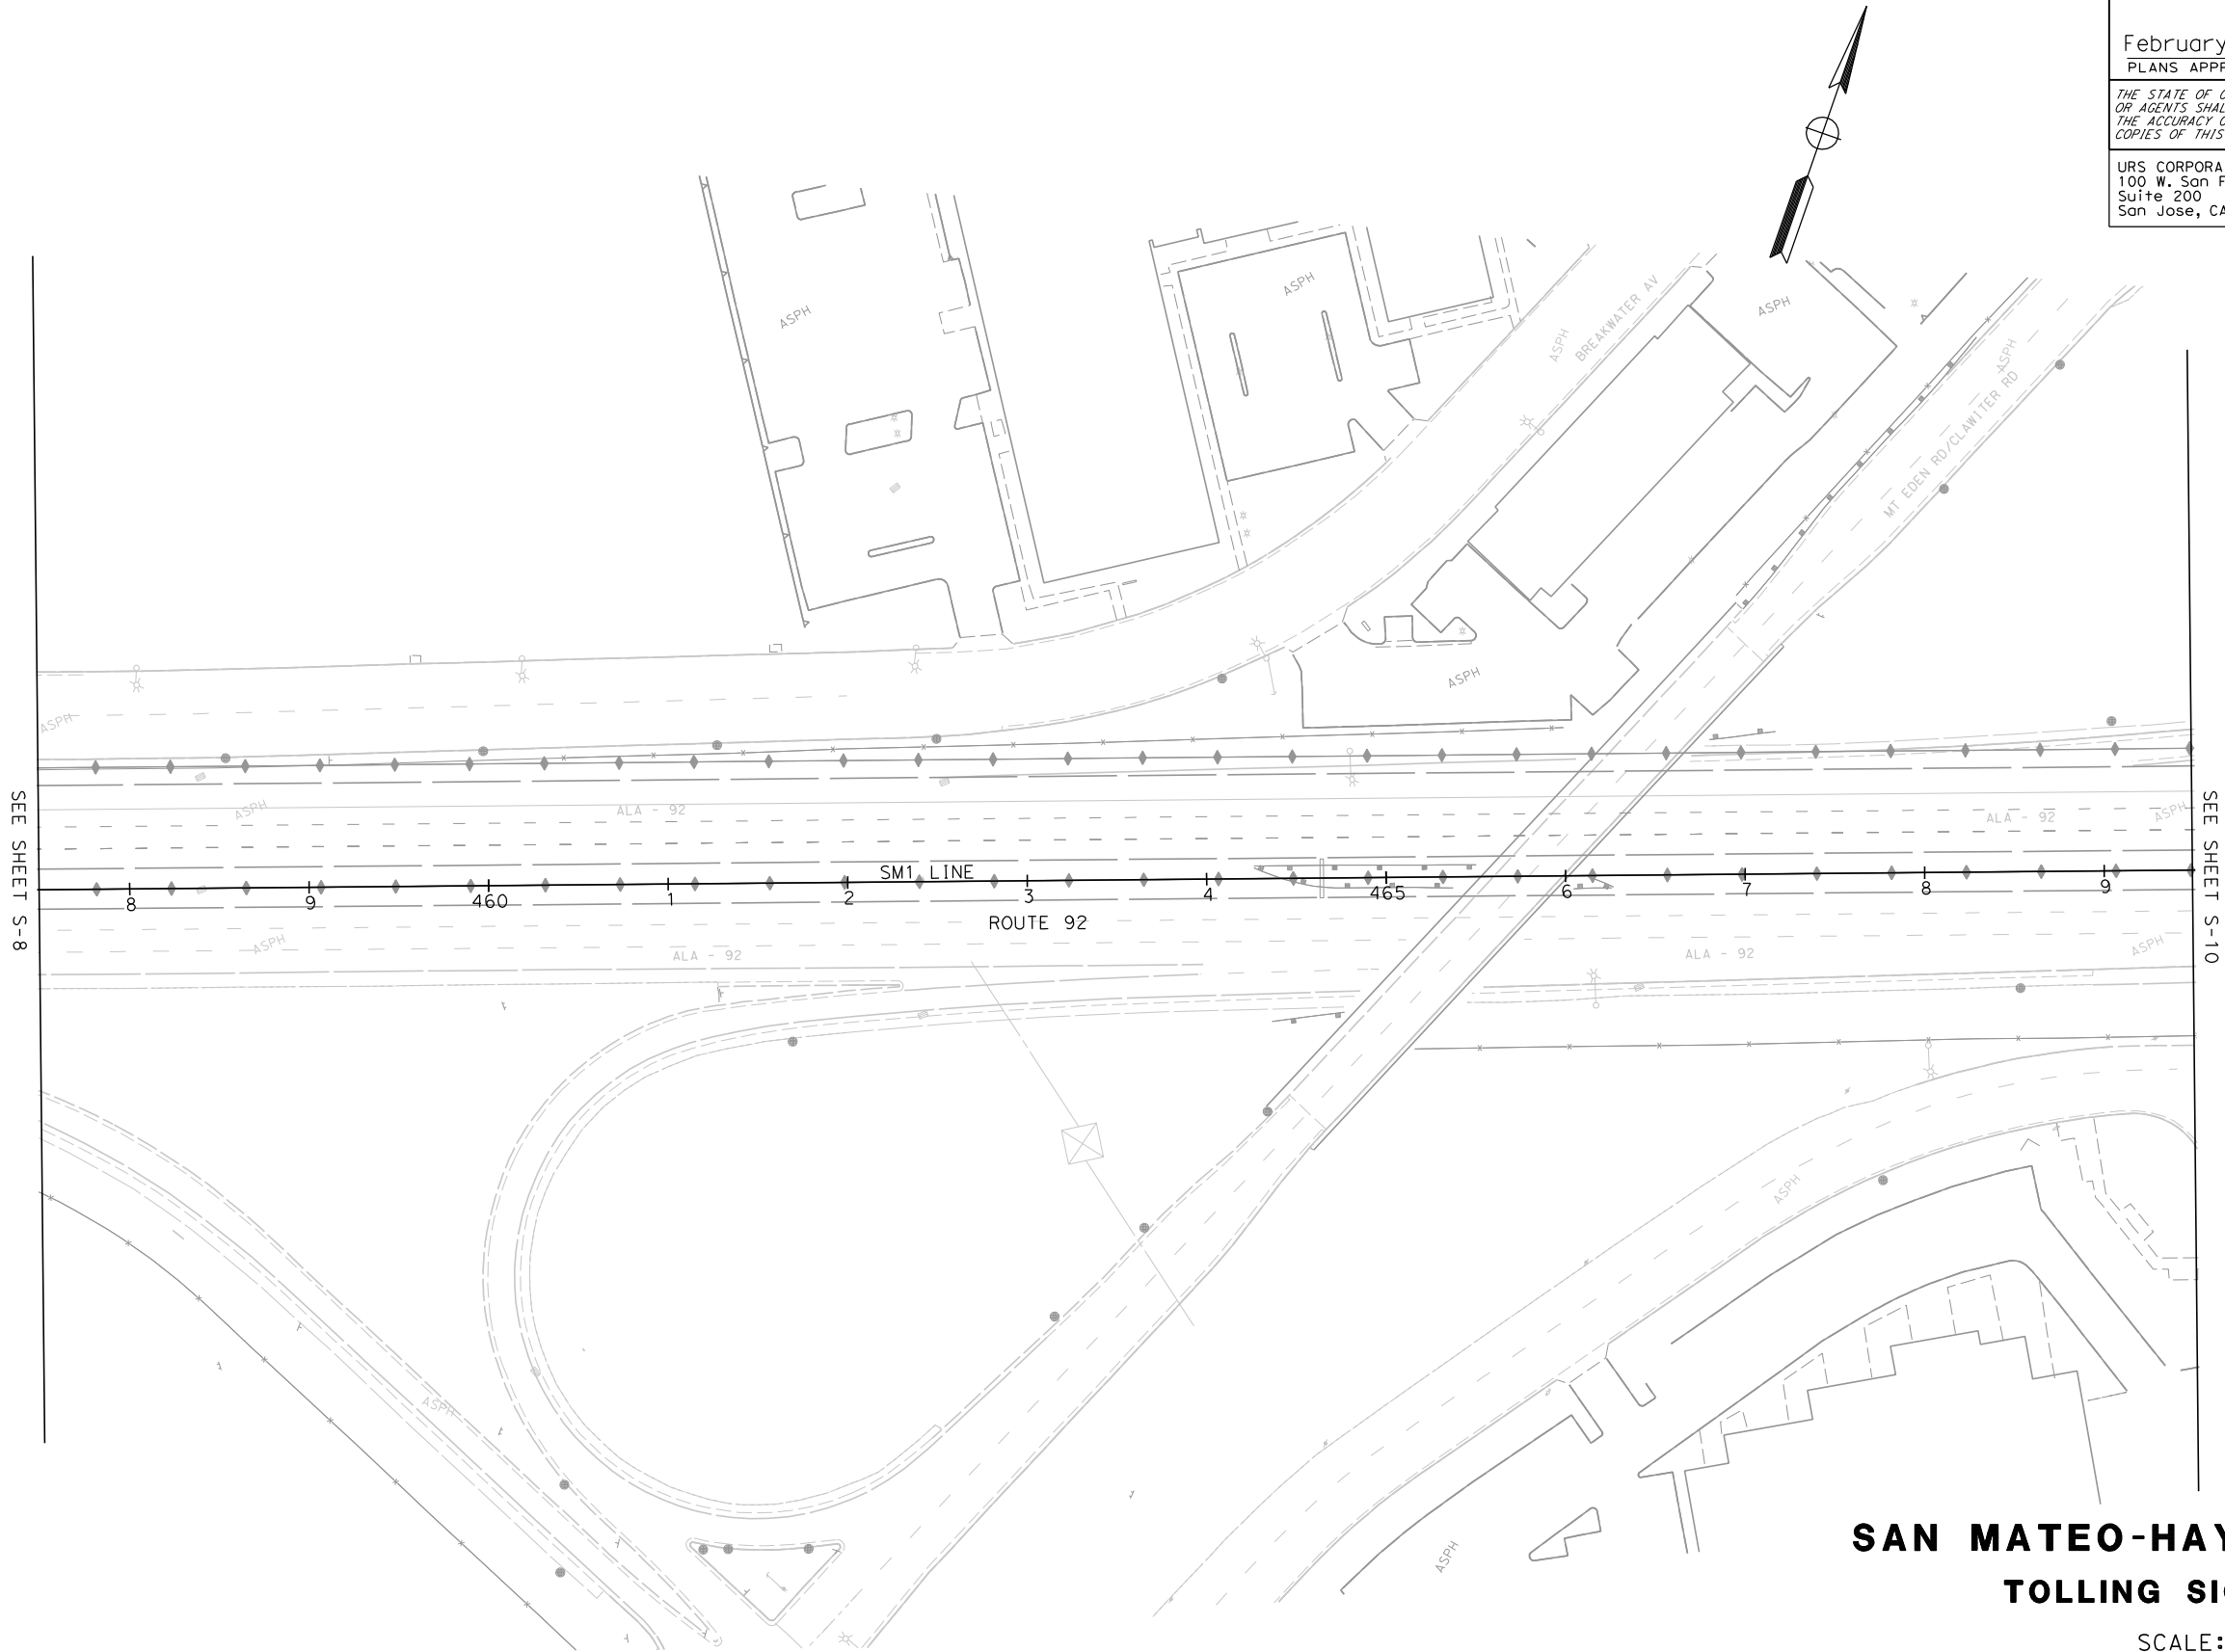 February
PLANS APPR
THE STATE OF
OR AGENTS SHAL
THE ACCURACY
COPIES OF THIS
URS CORPORA
100 W. San F
Suite 200
San Jose, CA
ASPH
ASPH
ASPH
BREAKWATER AV
ASPH
ASPH
MT EDEN RD/CLAWITER RD
ASPH
ASPH
SEE SHEET S-8
SEE SHEET S-10
ASPH
ALA - 92
ALA - 92
ASPH
SM1 LINE
8
9
460
1
2
3
4
465
6
7
8
9
ROUTE 92
ASPH
ALA - 92
ALA - 92
ASPH
ASPH
ASPH
ASPH
SAN MATEO-HAY
TOLLING SIG
SCALE: